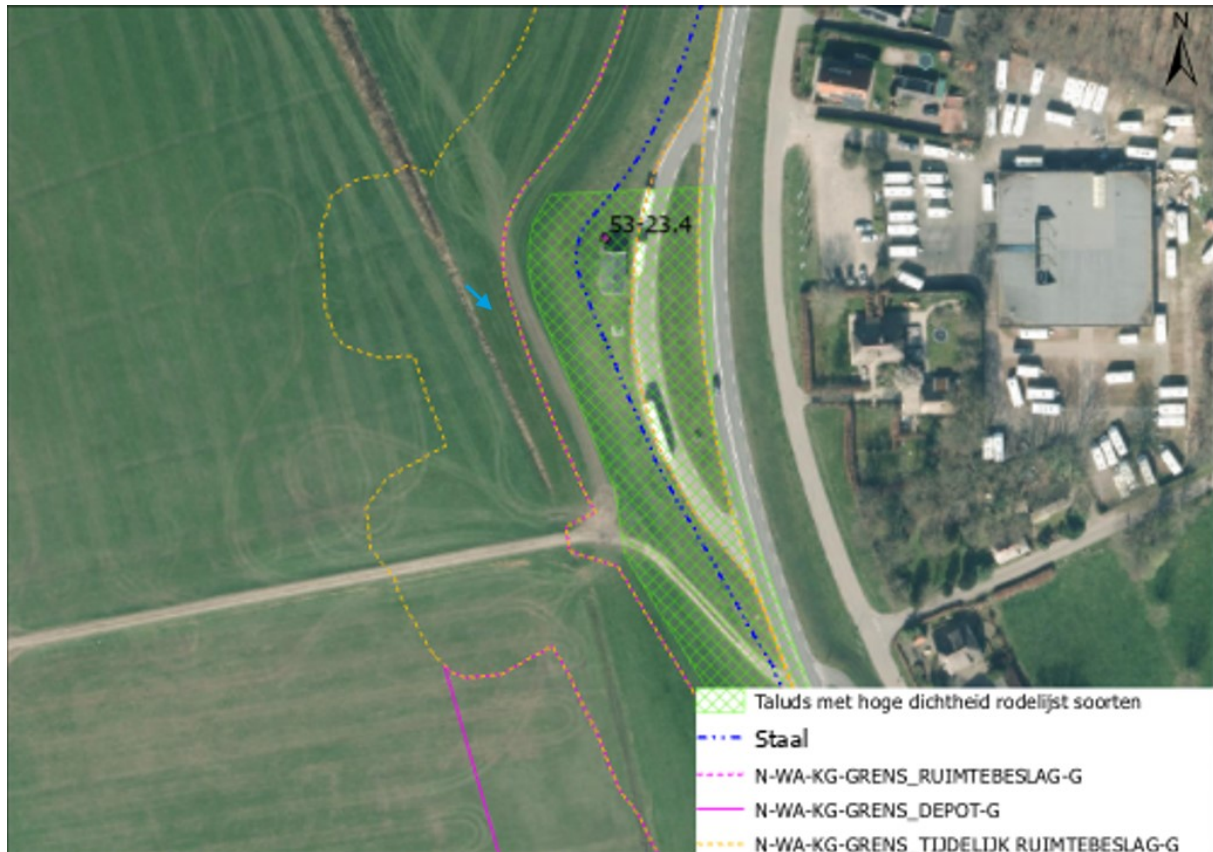 N
53-23.4
Taluds met hoge dichtheid rodelijst soorten
Staal
N-WA-KG-GRENS_RUIMTEBESLAG-G
N-WA-KG-GRENS_DEPOT-G
N-WA-KG-GRENS_TIJDELIJK RUIMTEBESLAG-G